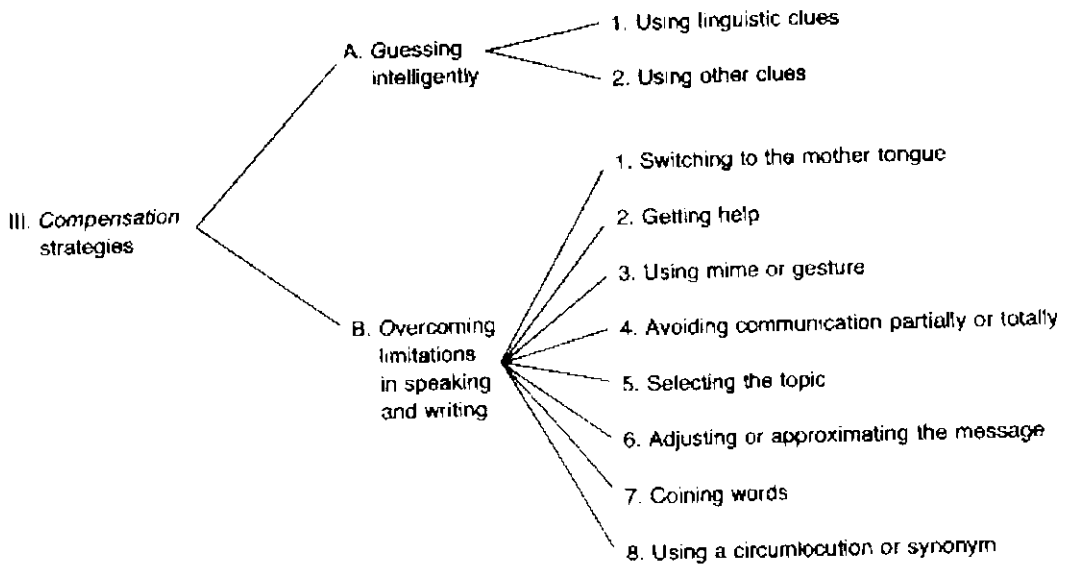 III. Compensation
strategies
A. Guessing
intelligently
1. Using linguistic clues
2. Using other clues
B. Overcoming
limitations
in speaking
and writing
1. Switching to the mother tongue
2. Getting help
3. Using mime or gesture
4. Avoiding communication partially or totally
5. Selecting the topic
6. Adjusting or approximating the message
7. Coining words
8. Using a circumlocution or synonym